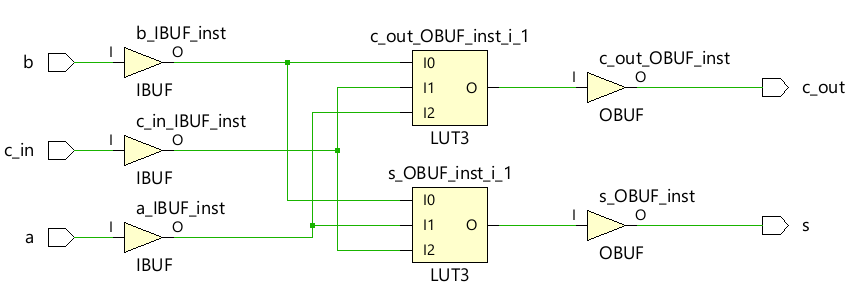 b
I
b_IBUF_inst
O
IBUF
c_in
I
c_in_IBUF_inst
O
IBUF
a
I
a_IBUF_inst
O
IBUF
c_out_OBUF_inst_i_1
I0
I1
I2
O
LUT3
s_OBUF_inst_i_1
I0
I1
I2
O
LUT3
c_out_OBUF_inst
I
O
OBUF
c_out
s_OBUF_inst
I
O
OBUF
s